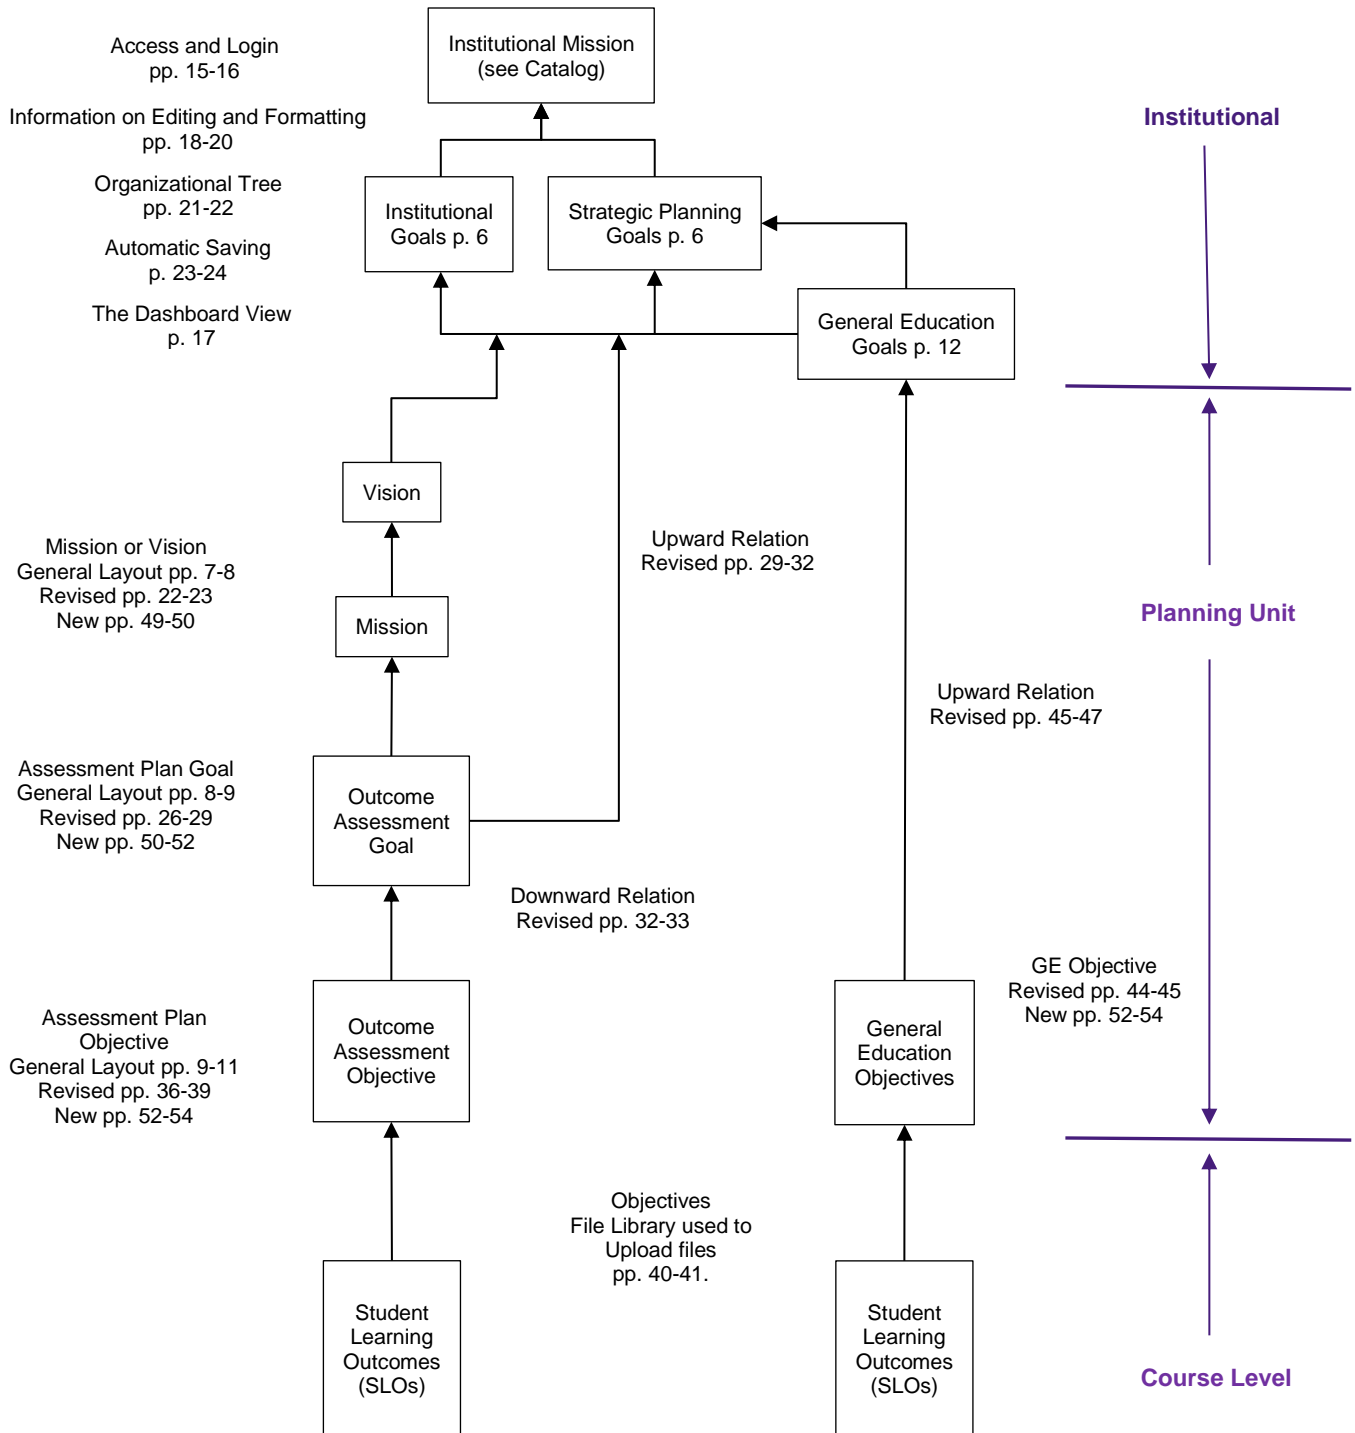 Institutional Mission
(see Catalog)
Access and Login
pp. 15-16
Information on Editing and Formatting
pp. 18-20
Institutional
Organizational Tree
pp. 21-22
Institutional
Goals p. 6
Strategic Planning
Goals p. 6
Automatic Saving
p. 23-24
The Dashboard View
p. 17
General Education
Goals p. 12
Vision
Mission or Vision
General Layout pp. 7-8
Revised pp. 22-23
New pp. 49-50
Upward Relation
Revised pp. 29-32
Mission
Planning Unit
Upward Relation
Revised pp. 45-47
Assessment Plan Goal
General Layout pp. 8-9
Revised pp. 26-29
New pp. 50-52
Outcome
Assessment
Goal
Downward Relation
Revised pp. 32-33
GE Objective
Revised pp. 44-45
New pp. 52-54
Assessment Plan
Objective
General Layout pp. 9-11
Revised pp. 36-39
New pp. 52-54
Outcome
Assessment
Objective
General
Education
Objectives
Objectives
File Library used to
Upload files
pp. 40-41.
Student
Learning
Outcomes
(SLOs)
Student
Learning
Outcomes
(SLOs)
Course Level